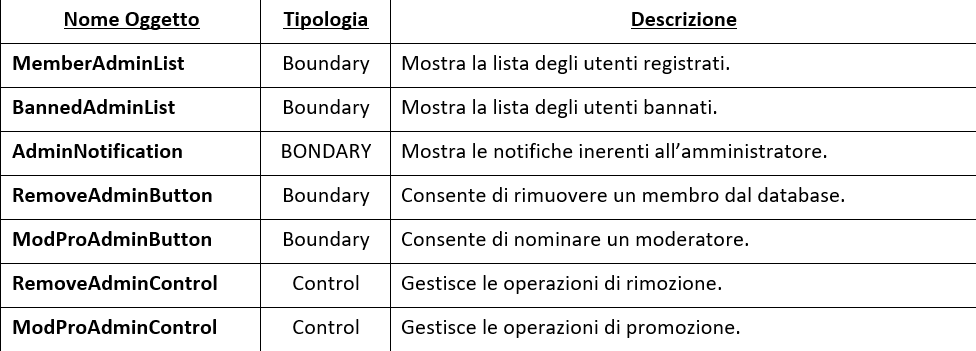 Nome Oggetto Tipologia Descrizione
MemberAdminList Boundary Mostra la lista degli utenti registrati.
BannedAdminList Boundary Mostra la lista degli utenti bannati.
AdminNotification BONDARY Mostra le notifiche inerenti all’amministratore.
RemoveAdminButton Boundary Consente di rimuovere un membro dal database.
ModProAdminButton Boundary Consente di nominare un moderatore.
RemoveAdminControl Control Gestisce le operazioni di rimozione.
ModProAdminControl Control Gestisce le operazioni di promozione.